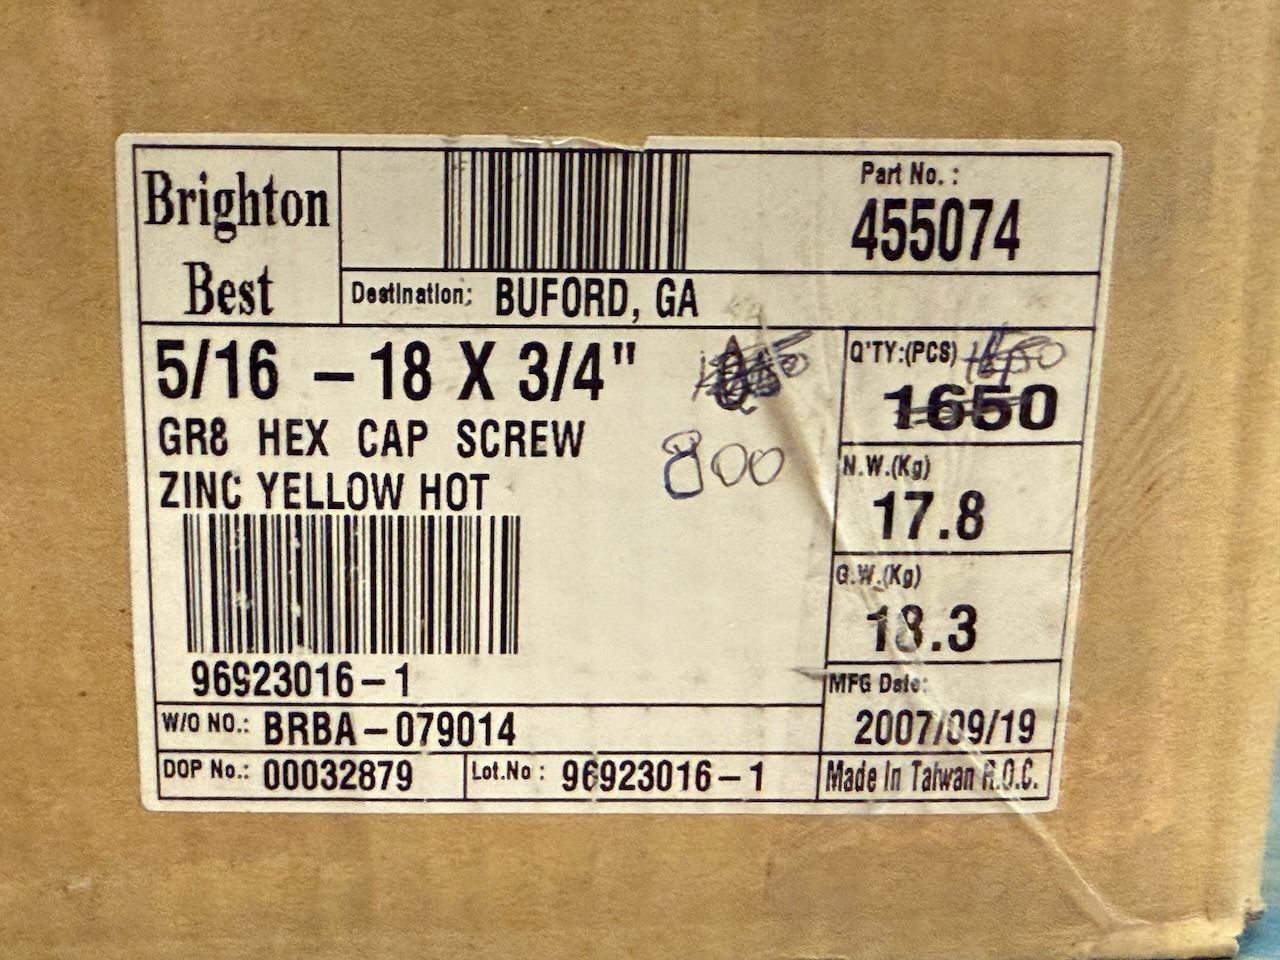 Brighton
Best
Part No. :
455074
Destination: BUFORD, GA
5/16 - 18 X 3/4"
GR8 HEX CAP SCREW
ZINC YELLOW HOT
800
Q'TY:(PCS)
1650
N.W.(Kg)
17.8
G.W.(Kg)
18.3
96923016-1
MFG Date:
2007/09/19
W/O NO.: BRBA-079014
DOP No.: 00032879
Lot.No : 96923016-1
Made In Taiwan R.O.C.